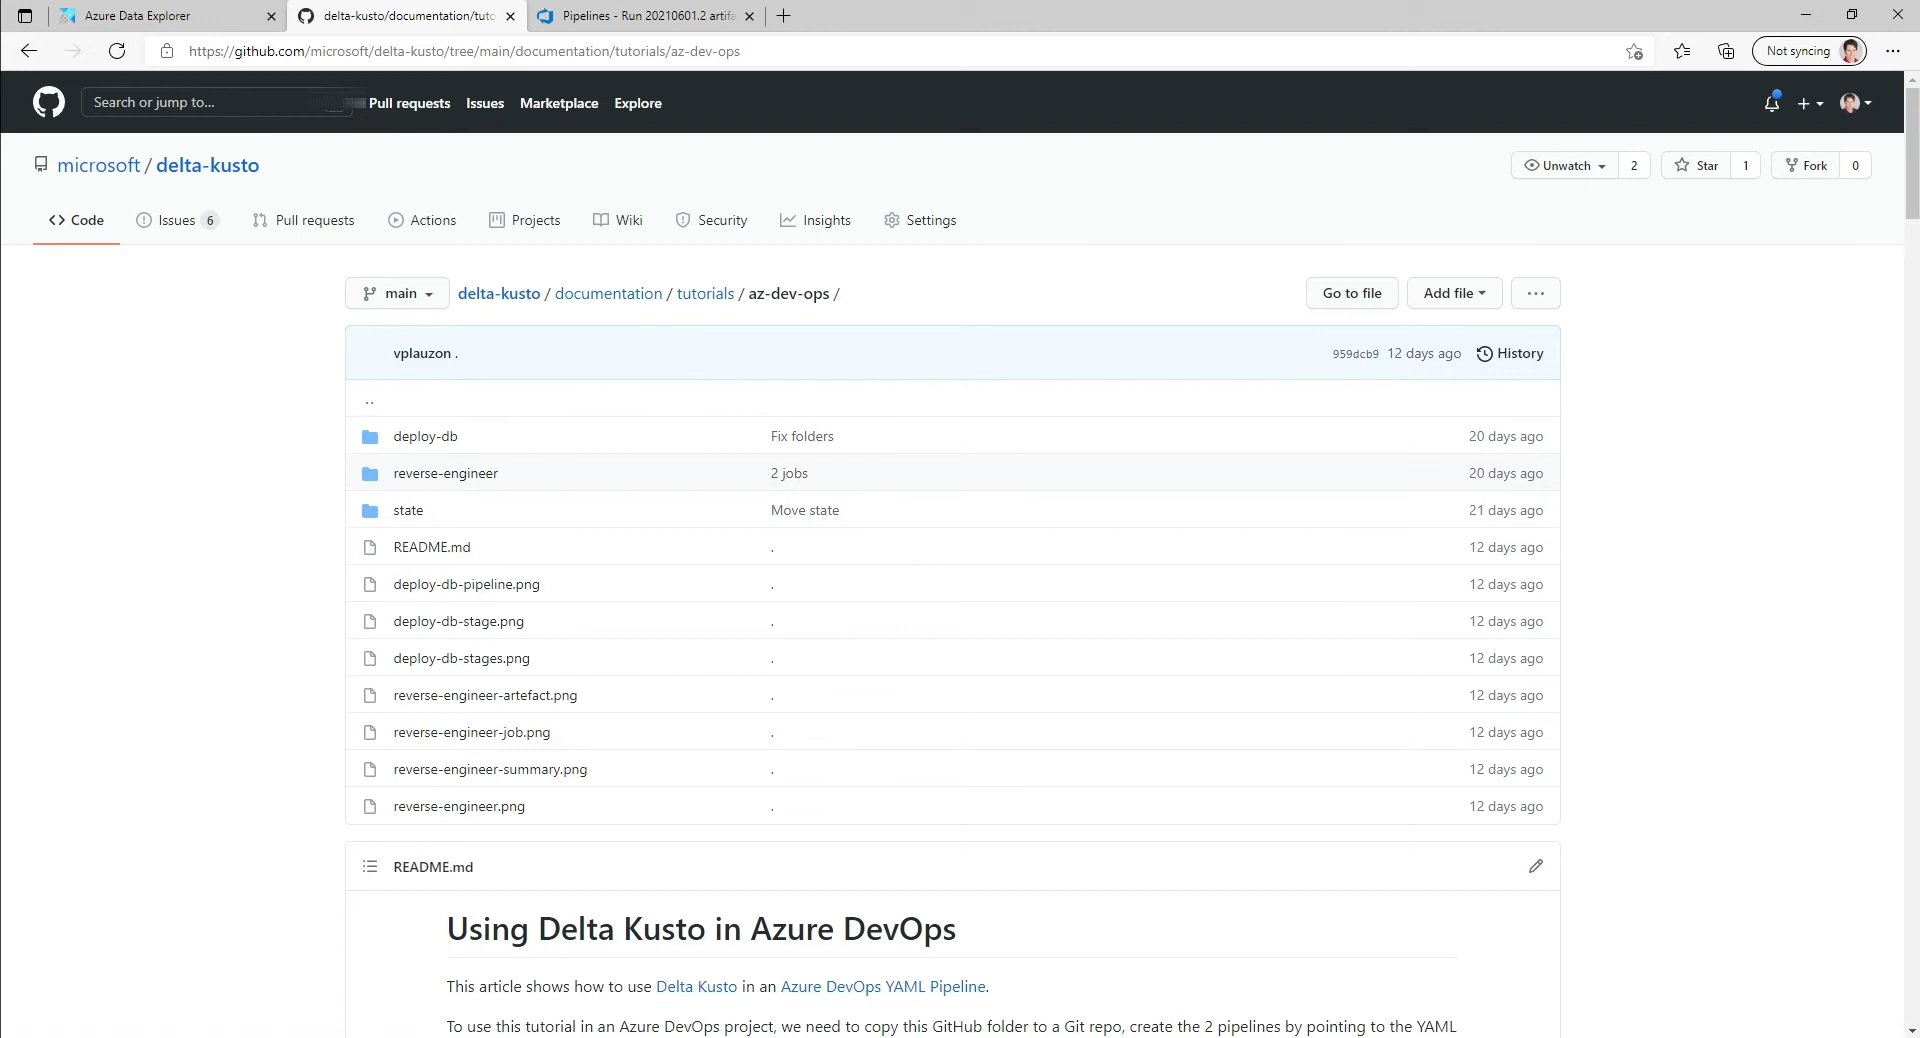 Azure Data Explorer
delta-kusto/documentation/tuto
Pipelines - Run 20210601.2 artifa
https://github.com/microsoft/delta-kusto/tree/main/documentation/tutorials/az-dev-ops
Not syncing
Search or jump to...
Pull requests
Issues
Marketplace
Explore
microsoft / delta-kusto
Unwatch 2
Star 1
Fork 0
Code
Issues 6
Pull requests
Actions
Projects
Wiki
Security
Insights
Settings
main
delta-kusto / documentation / tutorials / az-dev-ops /
Go to file
Add file
...
vplauzon .
959dcb9 12 days ago
History
..
deploy-db Fix folders 20 days ago
reverse-engineer 2 jobs 20 days ago
state Move state 21 days ago
README.md . 12 days ago
deploy-db-pipeline.png . 12 days ago
deploy-db-stage.png . 12 days ago
deploy-db-stages.png . 12 days ago
reverse-engineer-artefact.png . 12 days ago
reverse-engineer-job.png . 12 days ago
reverse-engineer-summary.png . 12 days ago
reverse-engineer.png . 12 days ago
README.md
Using Delta Kusto in Azure DevOps
This article shows how to use Delta Kusto in an Azure DevOps YAML Pipeline.
To use this tutorial in an Azure DevOps project, we need to copy this GitHub folder to a Git repo, create the 2 pipelines by pointing to the YAML